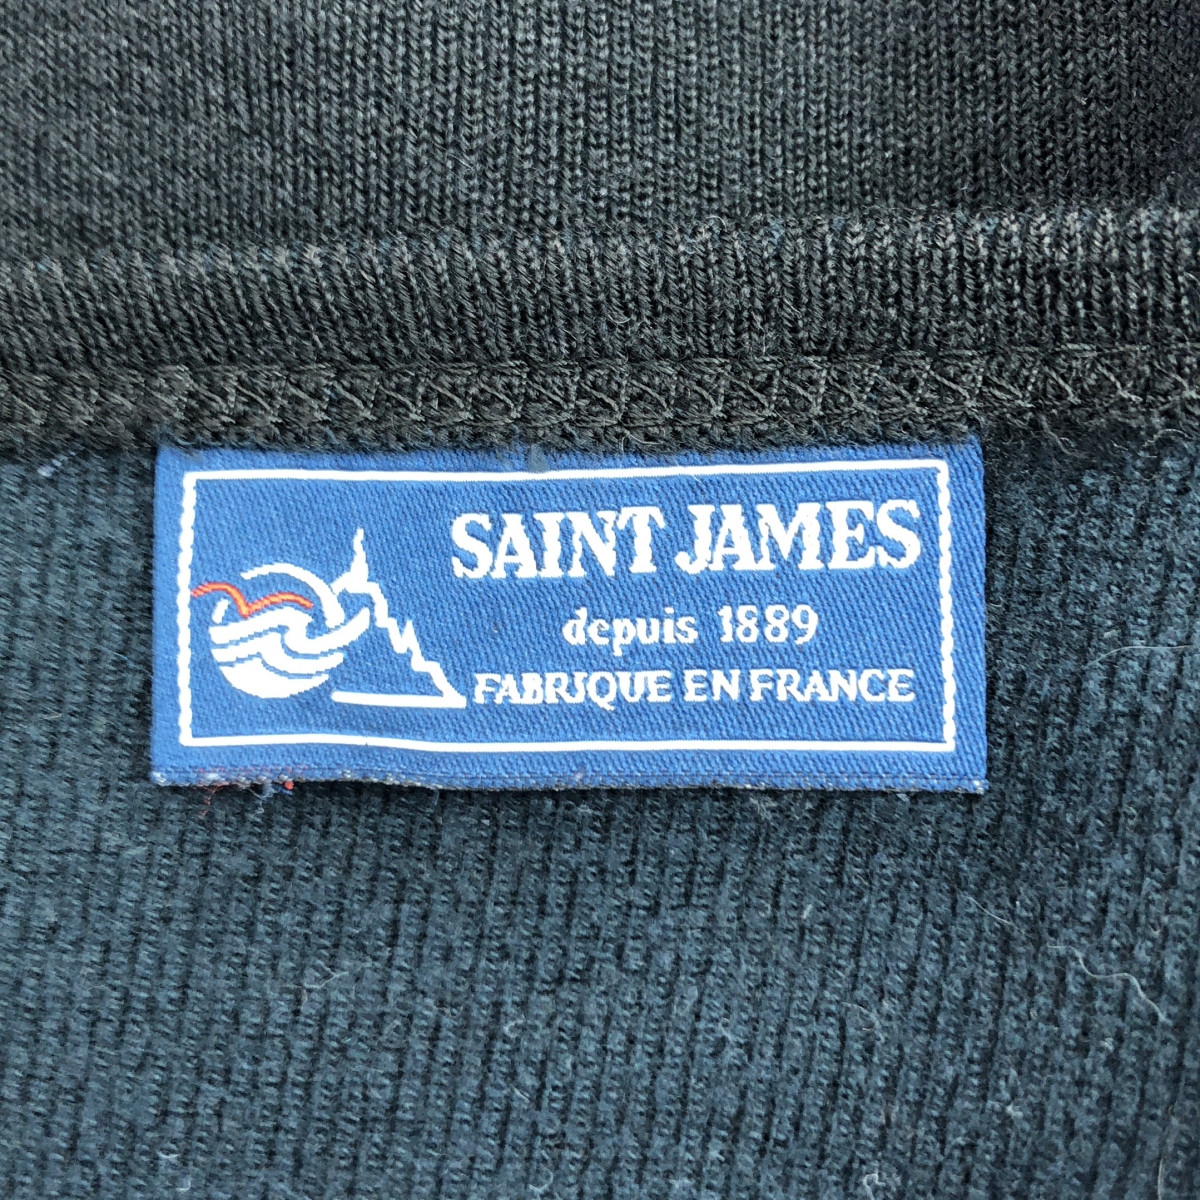 SAINT JAMES
depuis 1889
FABRIQUE EN FRANCE